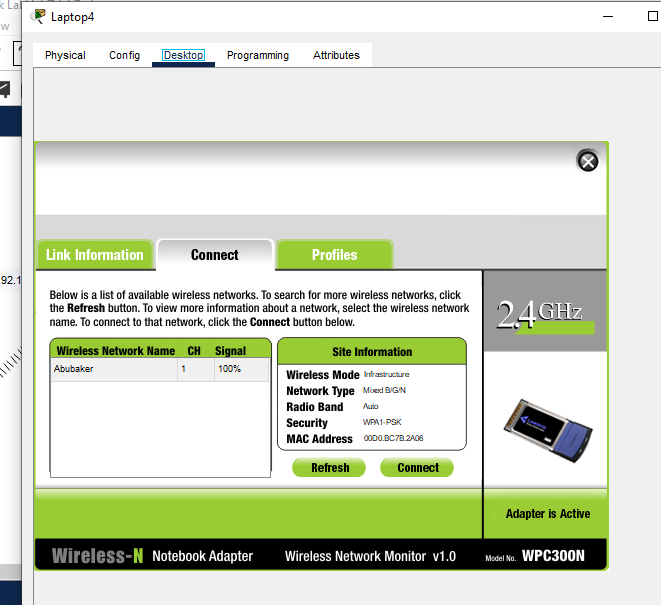 Laptop4
Physical Config Desktop Programming Attributes
Link Information Connect Profiles
92.1
Below is a list of available wireless networks. To search for more wireless networks, click
the Refresh button. To view more information about a network, select the wireless network
name. To connect to that network, click the Connect button below.
2.4GHz
Wireless Network Name CH Signal
Abubaker 1 100%
Site Information
Wireless Mode Infrastructure
Network Type Mixed B/G/N
Radio Band Auto
Security WPA1-PSK
MAC Address 00D0.BC7B.2A06
Refresh Connect
Adapter is Active
Wireless-N Notebook Adapter Wireless Network Monitor v1.0 Model No. WPC300N